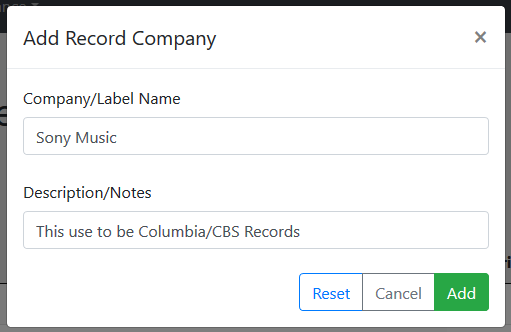 Add Record Company
×
Company/Label Name
Sony Music
Description/Notes
This use to be Columbia/CBS Records
Reset Cancel Add